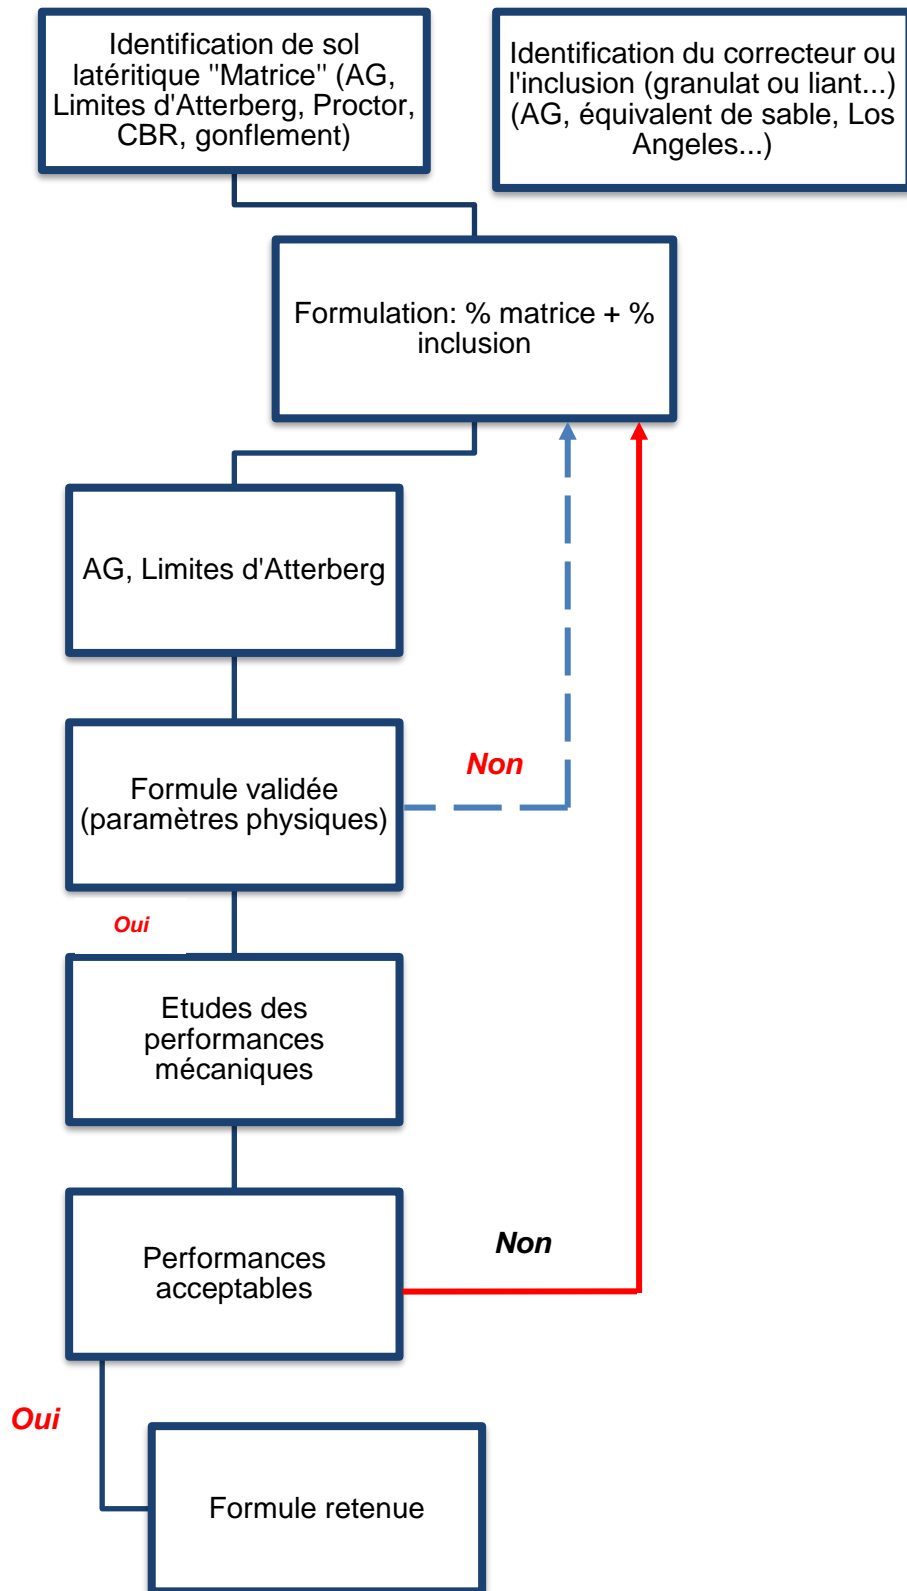 Identification de sol
latéritique "Matrice" (AG,
Limites d'Atterberg, Proctor,
CBR, gonflement)
Identification du correcteur ou
l'inclusion (granulat ou liant...)
(AG, équivalent de sable, Los
Angeles...)
Formulation: % matrice + %
inclusion
AG, Limites d'Atterberg
Formule validée
(paramètres physiques)
Non
Oui
Etudes des
performances
mécaniques
Performances
acceptables
Non
Oui
Formule retenue